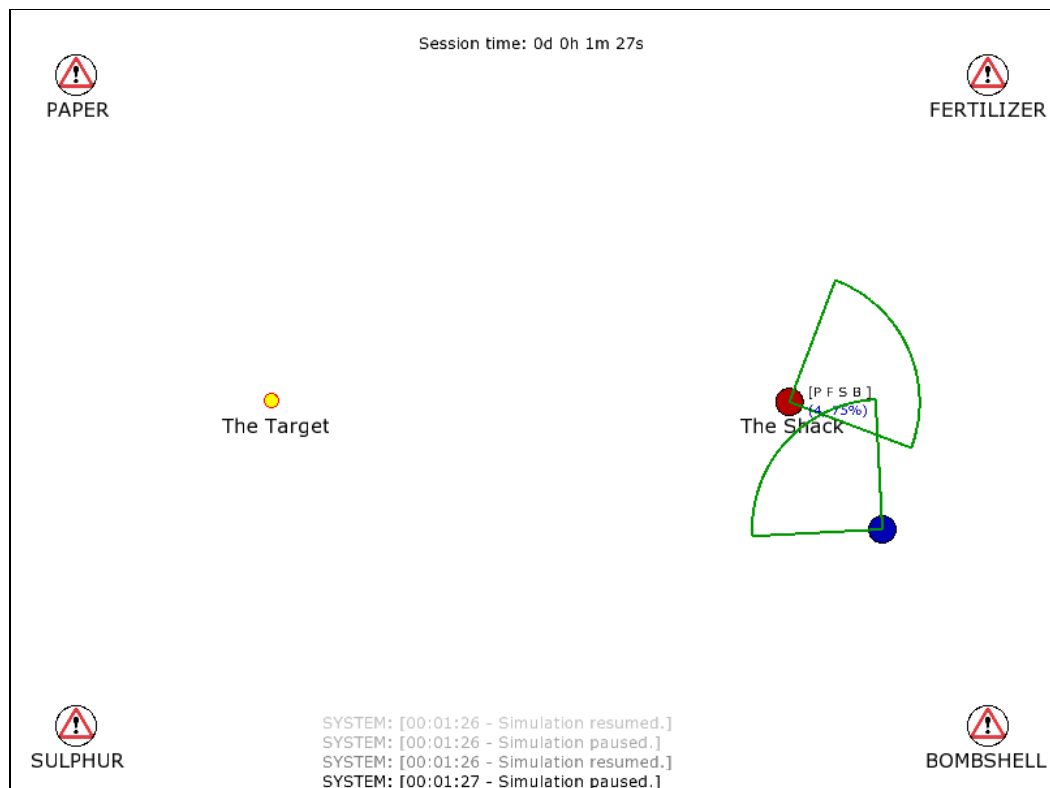 Session time: 0d 0h 1m 27s
PAPER
FERTILIZER
[P F S B ]
(4, 75%)
The Target
The Shack
SYSTEM: [00:01:26 - Simulation resumed.]
SYSTEM: [00:01:26 - Simulation paused.]
SYSTEM: [00:01:26 - Simulation resumed.]
SYSTEM: [00:01:27 - Simulation paused.]
SULPHUR
BOMBSHELL